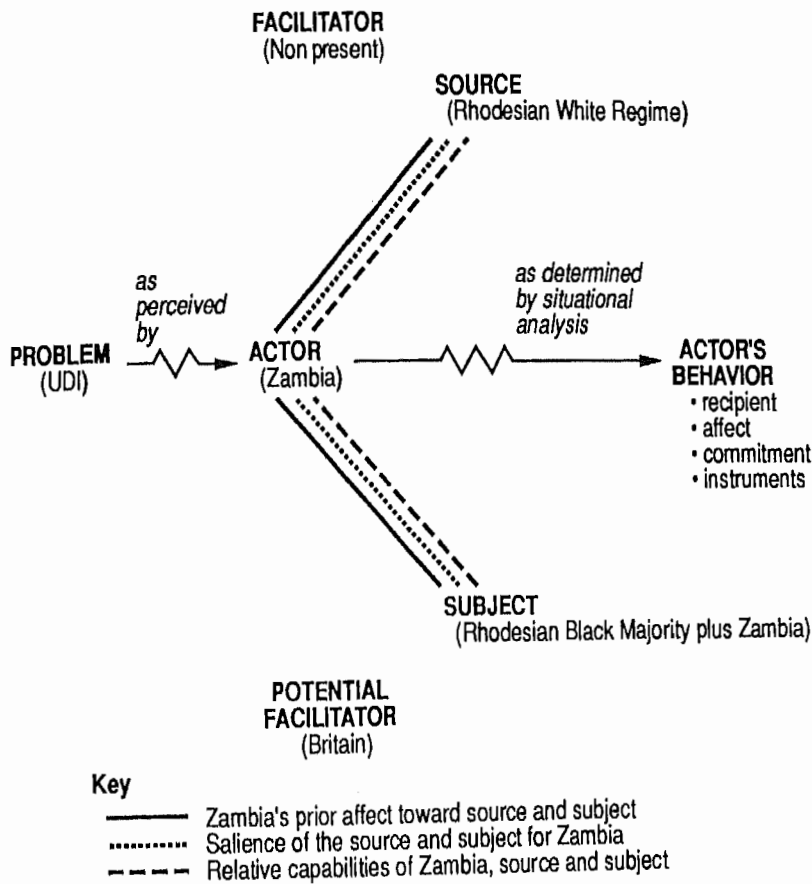 FACILITATOR
(Non present)
SOURCE
(Rhodesian White Regime)
as
perceived
by
as determined
by situational
analysis
PROBLEM
(UDI)
ACTOR
(Zambia)
ACTOR'S
BEHAVIOR
• recipient
• affect
• commitment
• instruments
SUBJECT
(Rhodesian Black Majority plus Zambia)
POTENTIAL
FACILITATOR
(Britain)
Key
Zambia's prior affect toward source and subject
Salience of the source and subject for Zambia
Relative capabilities of Zambia, source and subject